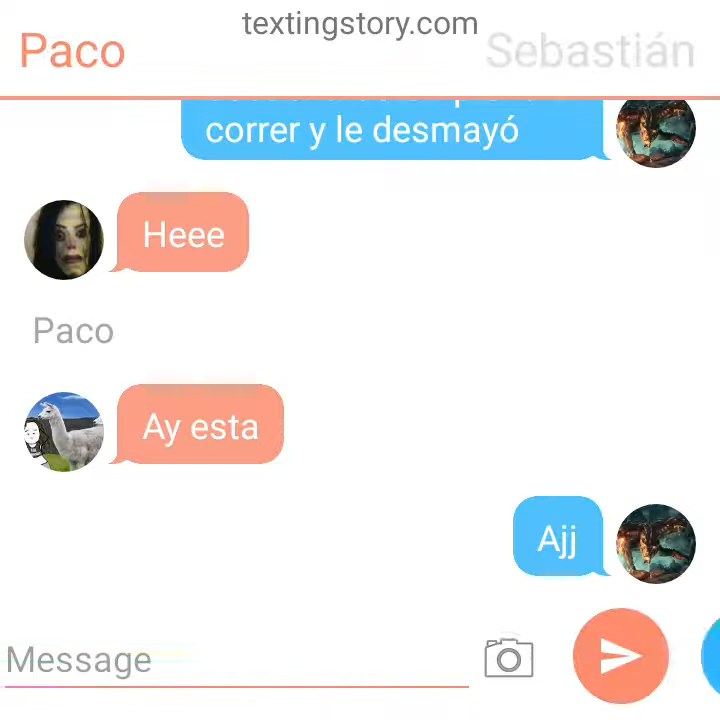 textingstory.com
Paco
Sebastián
correr y le desmayó
Heee
Paco
Ay esta
Ajj
Message